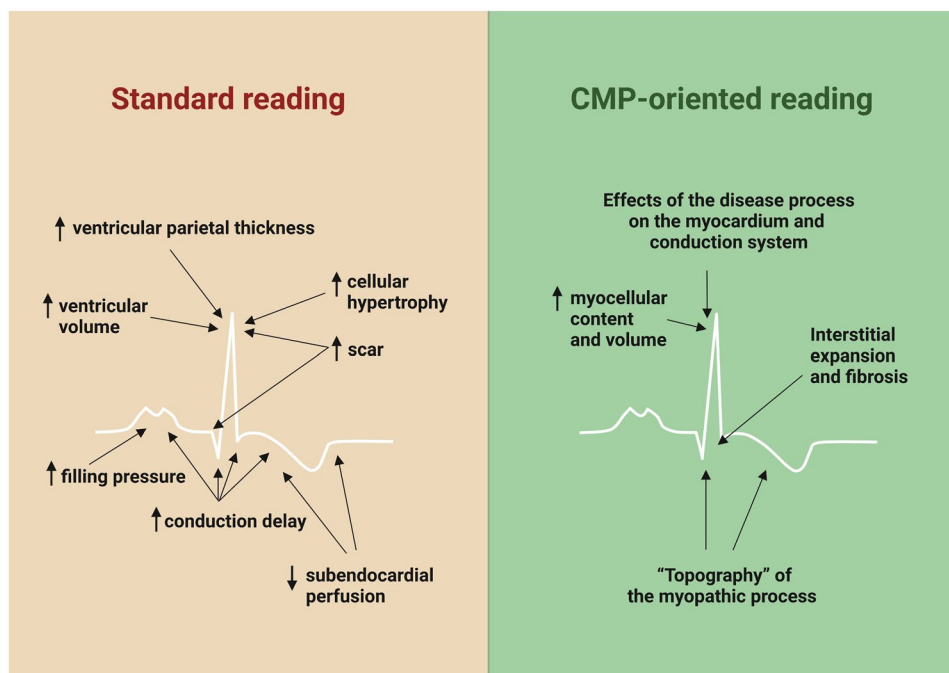 Standard reading
↑ ventricular parietal thickness
↑ ventricular
volume
↑ cellular
hypertrophy
↑ scar
↑ filling pressure
↑ conduction delay
↓ subendocardial
perfusion
CMP-oriented reading
Effects of the disease process
on the myocardium and
conduction system
↑ myocellular
content
and volume
Interstitial
expansion
and fibrosis
“Topography” of
the myopathic process